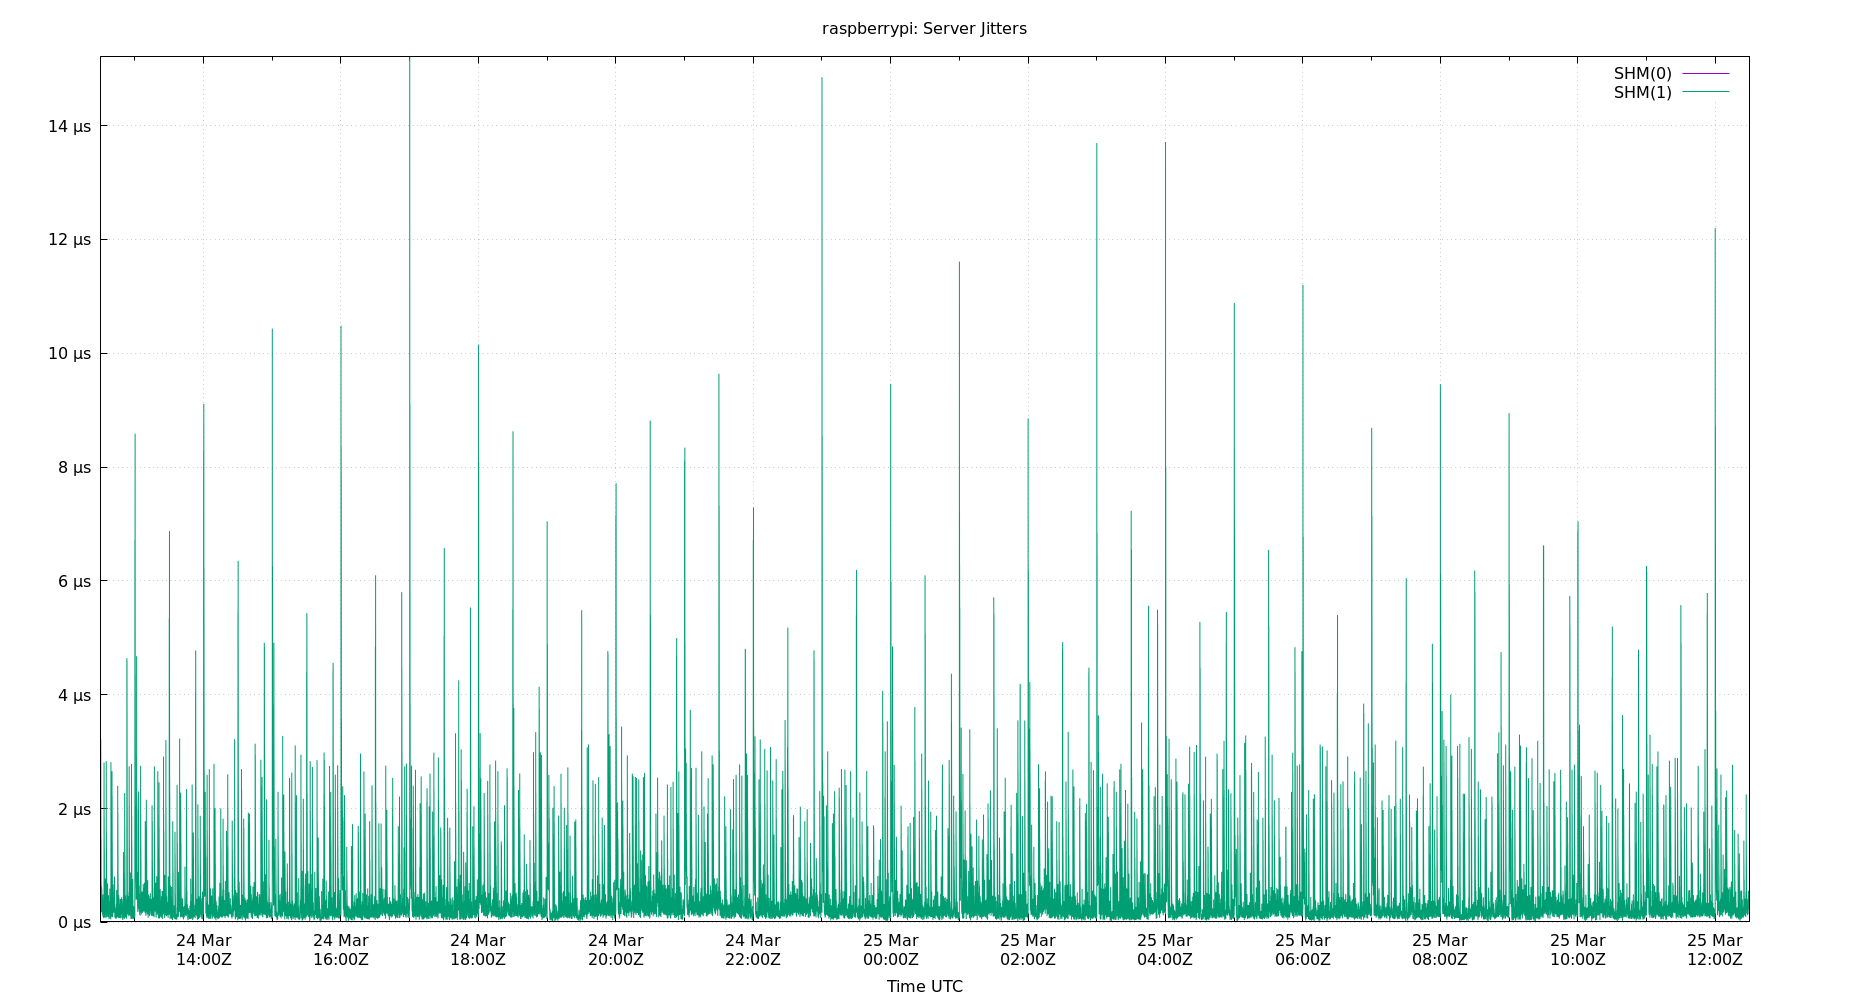 raspberrypi: Server Jitters
SHM(0)
SHM(1)
14 μs
12 μs
10 μs
8 μs
6 μs
4 μs
2 μs
0 μs
24 Mar 24 Mar 24 Mar 24 Mar 24 Mar 25 Mar 25 Mar 25 Mar 25 Mar 25 Mar 25 Mar 25 Mar
14:00Z 16:00Z 18:00Z 20:00Z 22:00Z 00:00Z 02:00Z 04:00Z 06:00Z 08:00Z 10:00Z 12:00Z
Time UTC